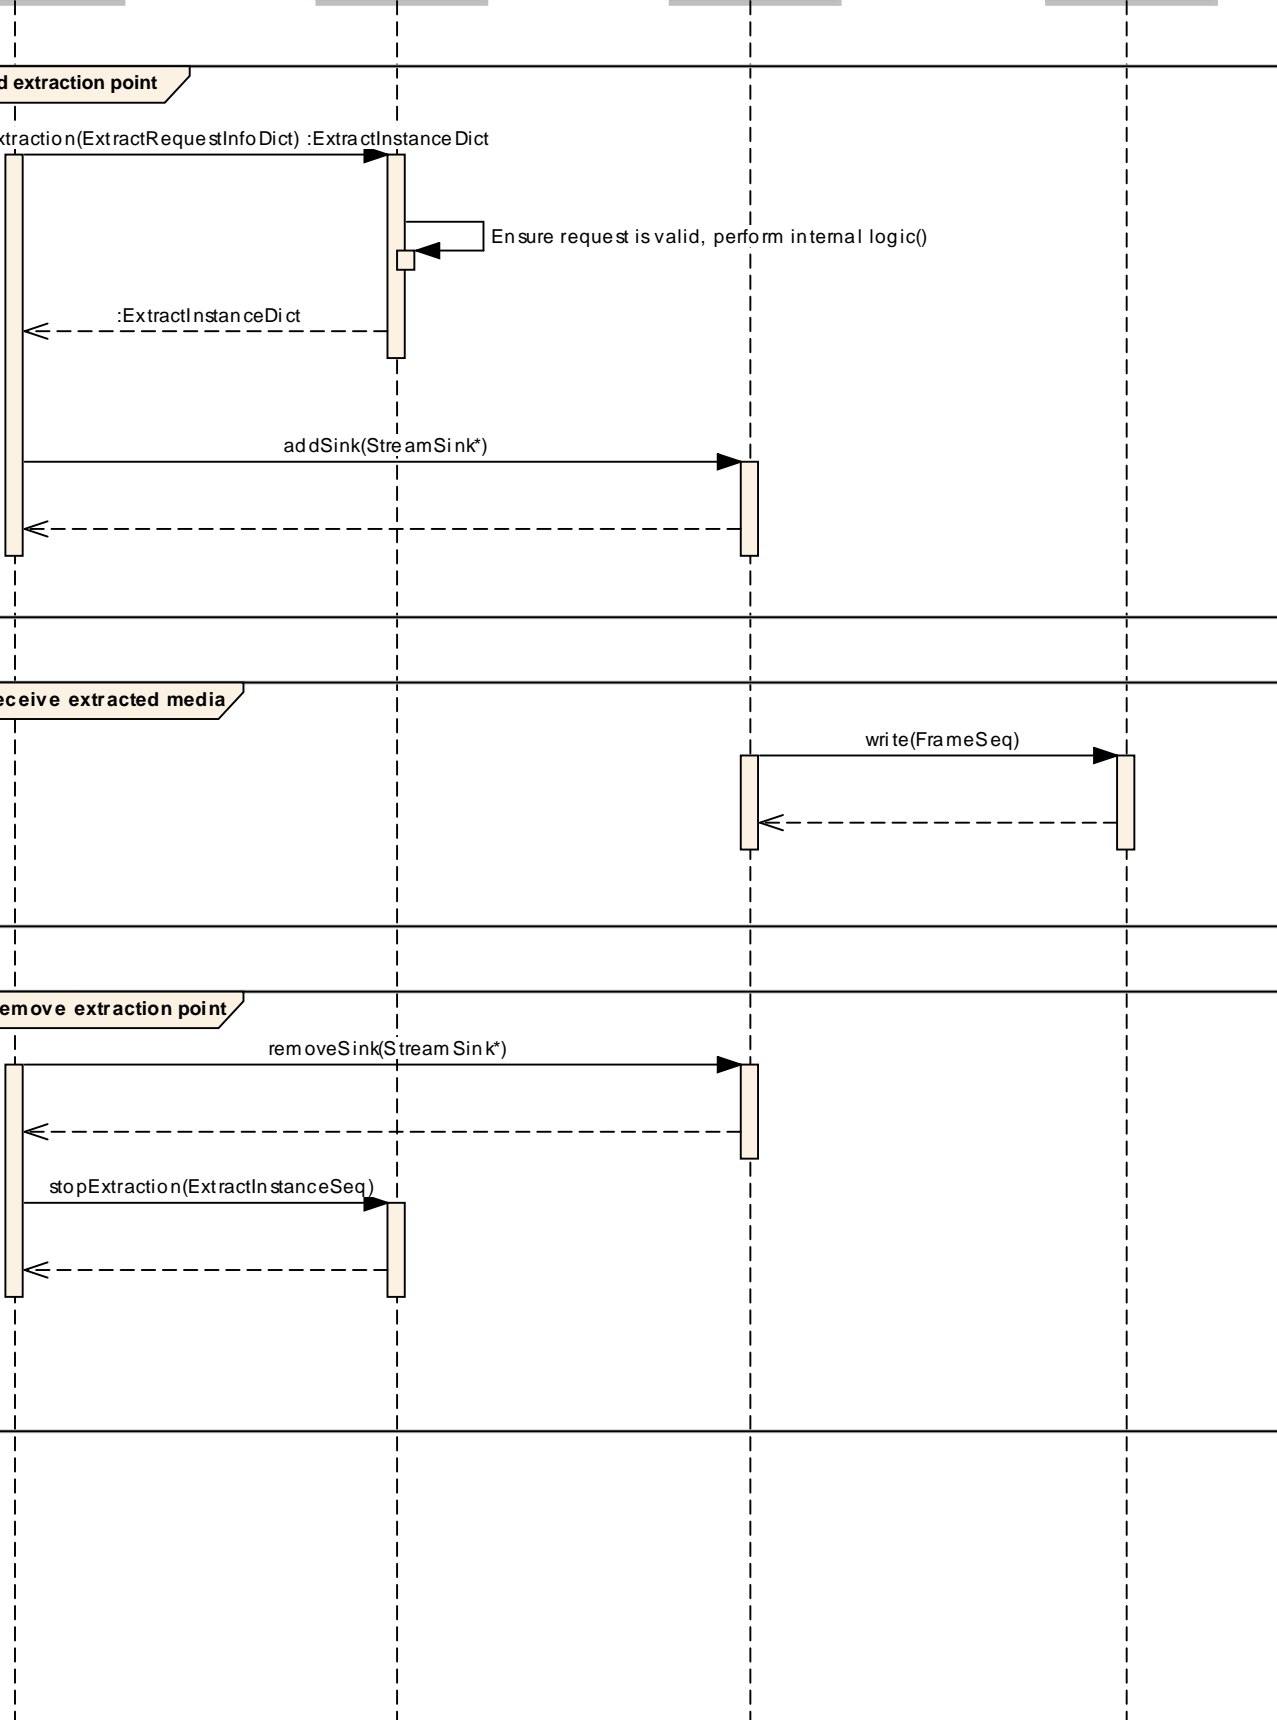 d extraction point
xtraction(ExtractRequestInfoDict) :ExtractInstanceDict
Ensure request is valid, perform internal logic()
:ExtractInstanceDict
addSink(StreamSink*)
eceive extracted media
write(FrameSeq)
emove extraction point
removeSink(StreamSink*)
stopExtraction(ExtractInstanceSeq)